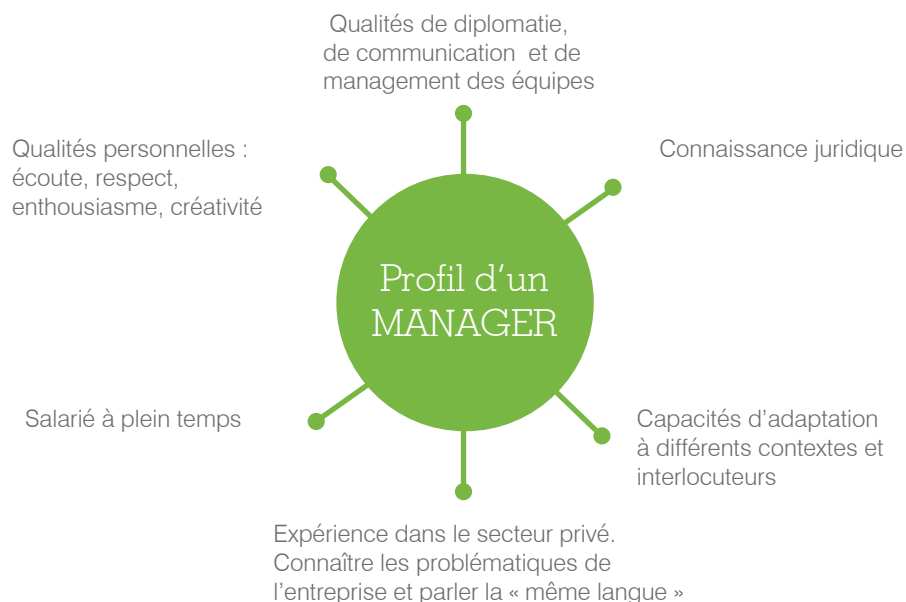 Qualités de diplomatie,
de communication et de
management des équipes
Qualités personnelles :
écoute, respect,
enthousiasme, créativité
Connaissance juridique
Profil d’un
MANAGER
Salarié à plein temps
Capacités d’adaptation
à différents contextes et
interlocuteurs
Expérience dans le secteur privé.
Connaître les problématiques de
l’entreprise et parler la « même langue »